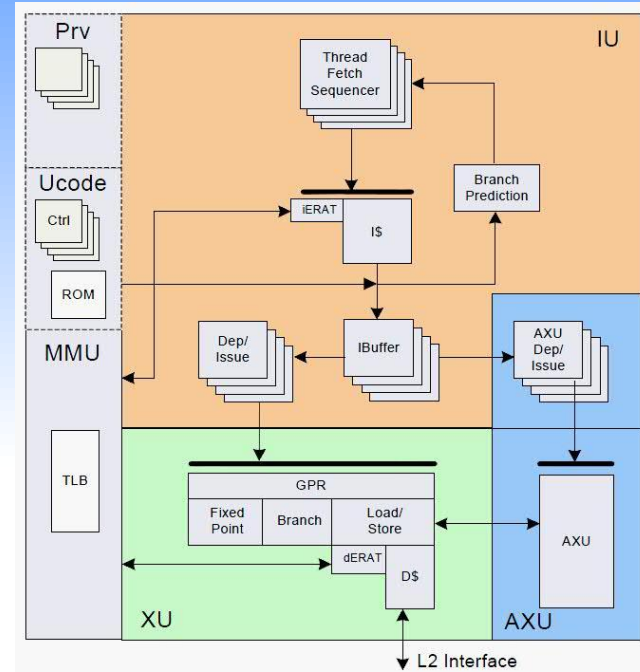 Prv
IU
Thread
Fetch
Sequencer
Ucode
Branch
Prediction
Ctrl
iERAT
I$
ROM
MMU
Dep/
Issue
IBuffer
AXU
Dep/
Issue
TLB
GPR
Fixed
Point
Branch
Load/
Store
AXU
dERAT
D$
XU
AXU
L2 Interface